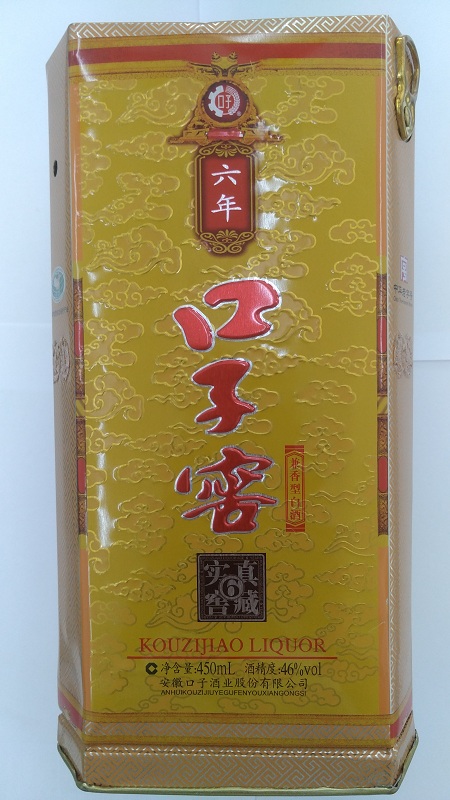 六年
口子窖
兼香型白酒
真藏
实窖
6
KOUZIJIAO LIQUOR
净含量:450mL 酒精度:46%vol
安徽口子酒业股份有限公司
ANHUIKOUZIJIUYEGUFENYOUXIANGONGSI